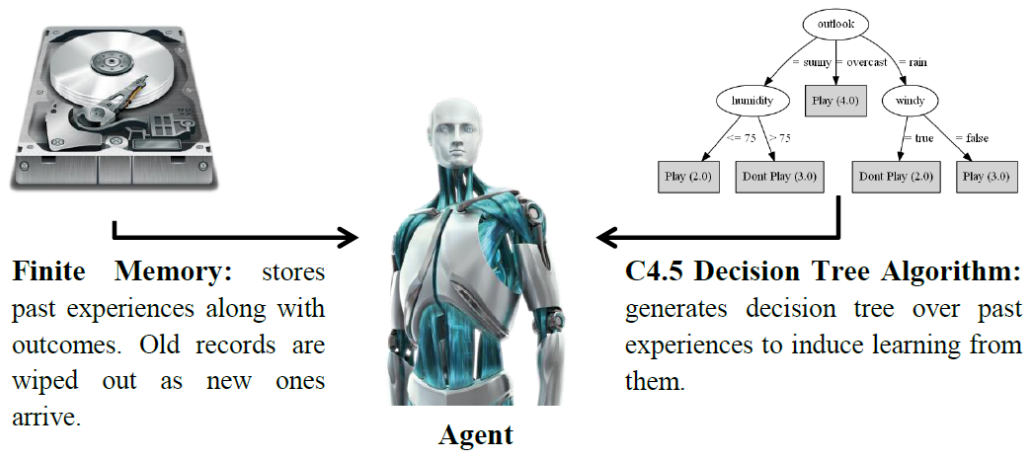 outlook
= sunny = overcast = rain
humidity
Play (4.0)
windy
<= 75 > 75
= true = false
Play (2.0)
Dont Play (3.0)
Dont Play (2.0)
Play (3.0)
Finite Memory: stores
past experiences along with
outcomes. Old records are
wiped out as new ones
arrive.
Agent
C4.5 Decision Tree Algorithm:
generates decision tree over past
experiences to induce learning from
them.